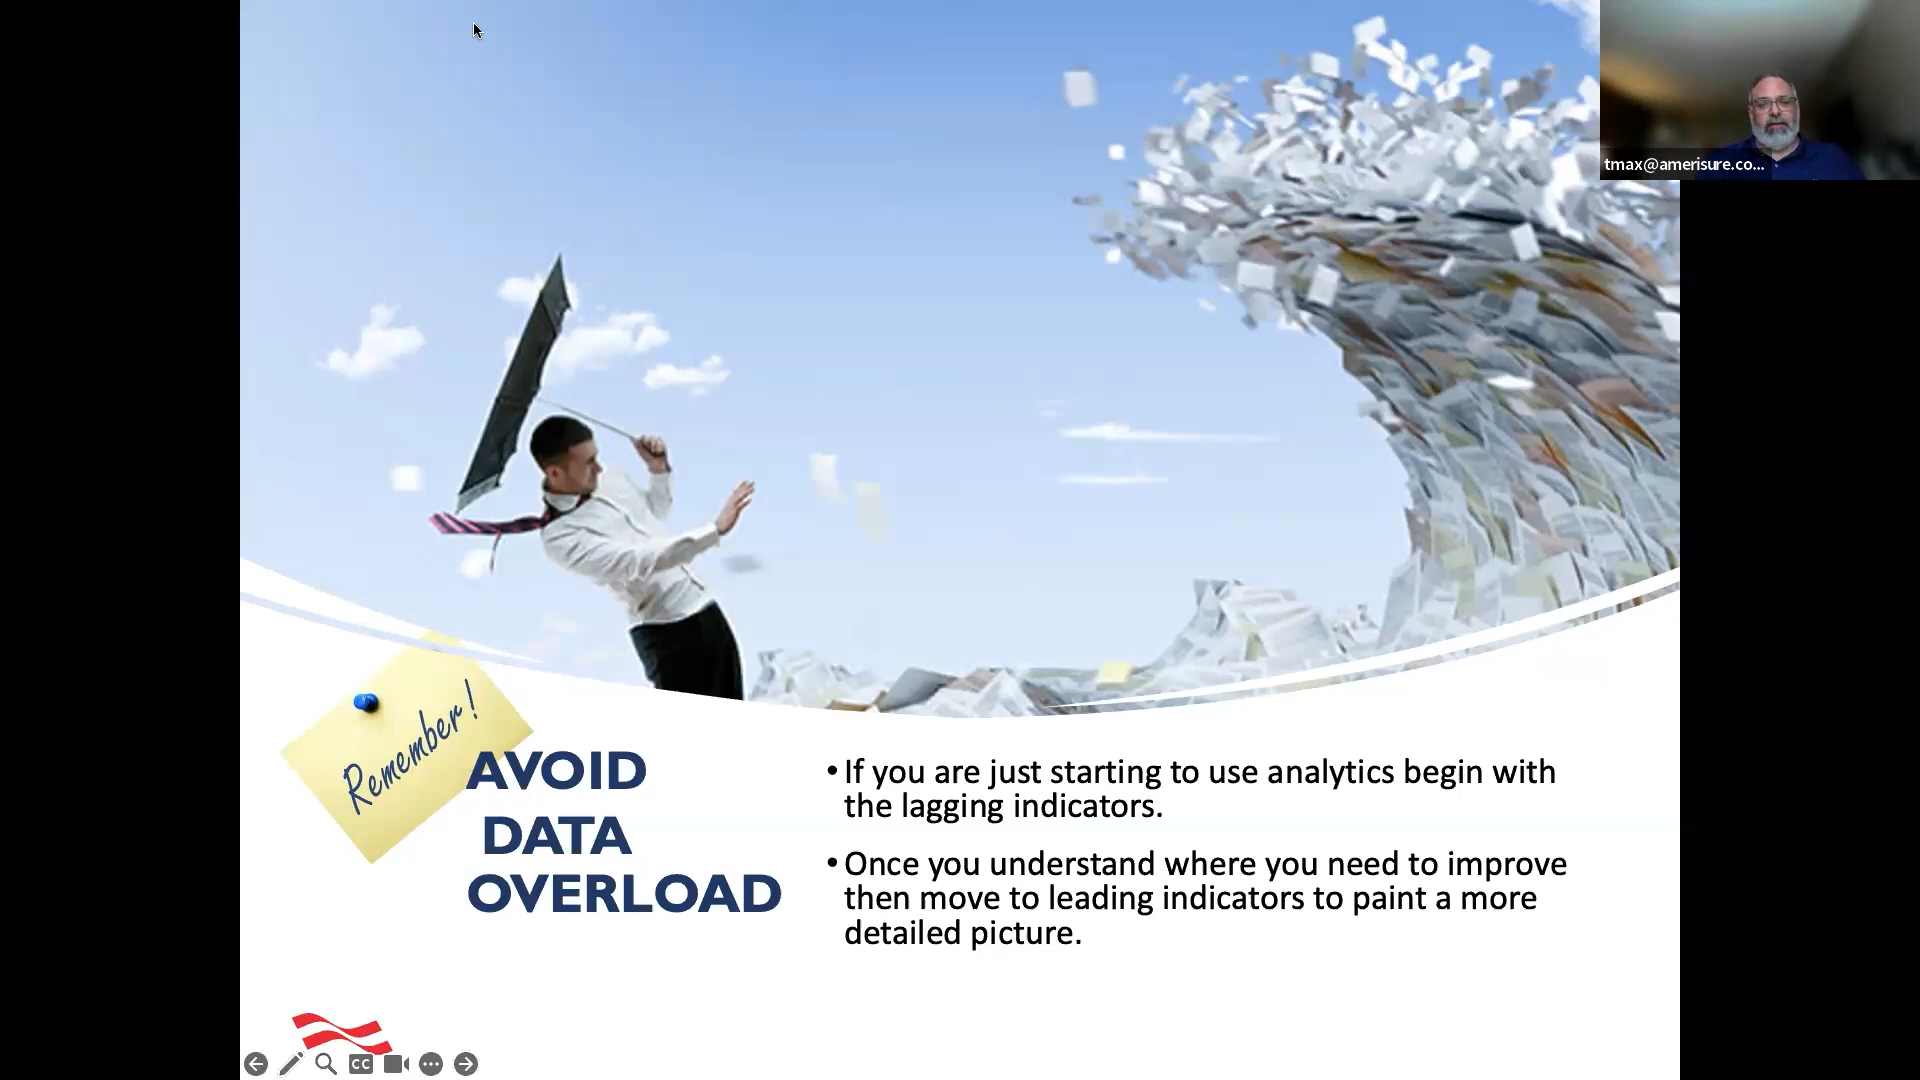 tmax@amerisure.co...
Remember!
AVOID
DATA
OVERLOAD
• If you are just starting to use analytics begin with
the lagging indicators.
• Once you understand where you need to improve
then move to leading indicators to paint a more
detailed picture.
CC